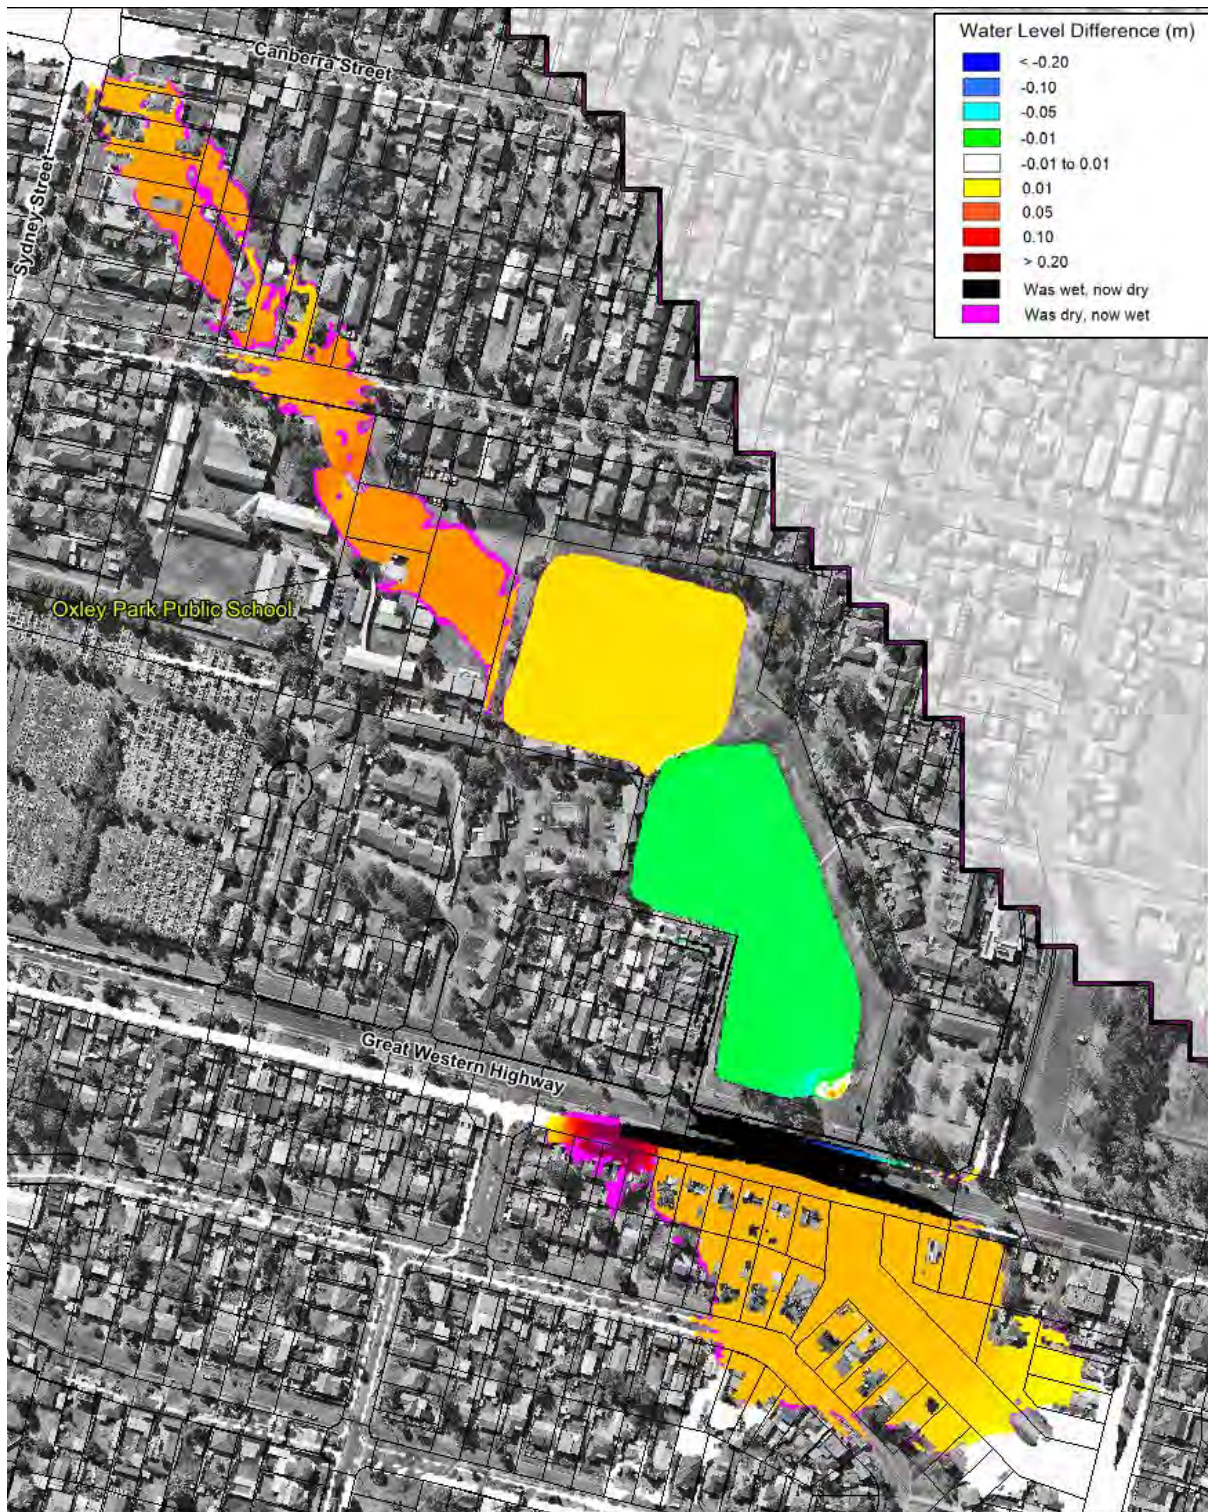 Water Level Difference (m)
< -0.20
-0.10
-0.05
-0.01
-0.01 to 0.01
0.01
0.05
0.10
> 0.20
Was wet, now dry
Was dry, now wet
Canberra Street
Sydney Street
Oxley Park Public School
Great Western Highway